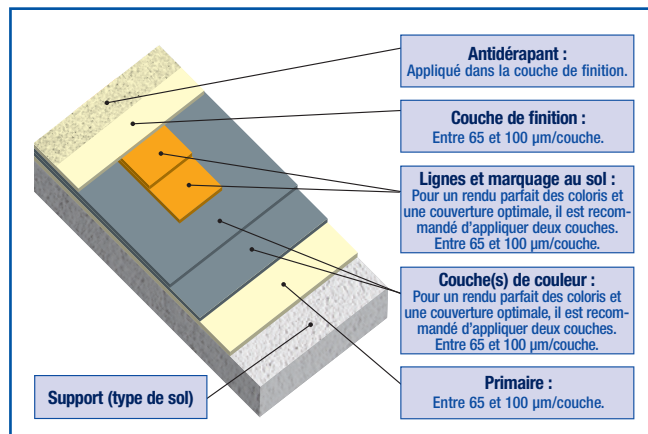 Antidérapant :
Appliqué dans la couche de finition.
Couche de finition :
Entre 65 et 100 µm/couche.
Lignes et marquage au sol :
Pour un rendu parfait des coloris et
une couverture optimale, il est recom-
mandé d’appliquer deux couches.
Entre 65 et 100 µm/couche.
Couche(s) de couleur :
Pour un rendu parfait des coloris et
une couverture optimale, il est recom-
mandé d’appliquer deux couches.
Entre 65 et 100 µm/couche.
Primaire :
Entre 65 et 100 µm/couche.
Support (type de sol)